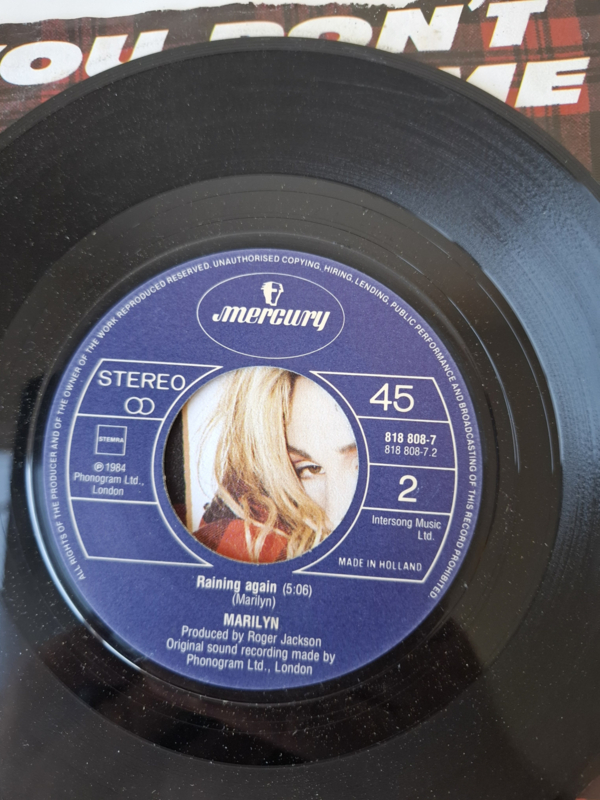 YOU DON'T
ME
ALL RIGHTS OF THE PRODUCER AND OF THE OWNER OF THE WORK REPRODUCED RESERVED. UNAUTHORISED COPYING, HIRING, LENDING, PUBLIC PERFORMANCE AND BROADCASTING OF THIS RECORD PROHIBITED
mercury
STEREO
45
STEMRA
818 808-7
818 808-7.2
℗ 1984
Phonogram Ltd.,
London
2
Intersong Music
Ltd.
MADE IN HOLLAND
Raining again (5:06)
(Marilyn)
MARILYN
Produced by Roger Jackson
Original sound recording made by
Phonogram Ltd., London